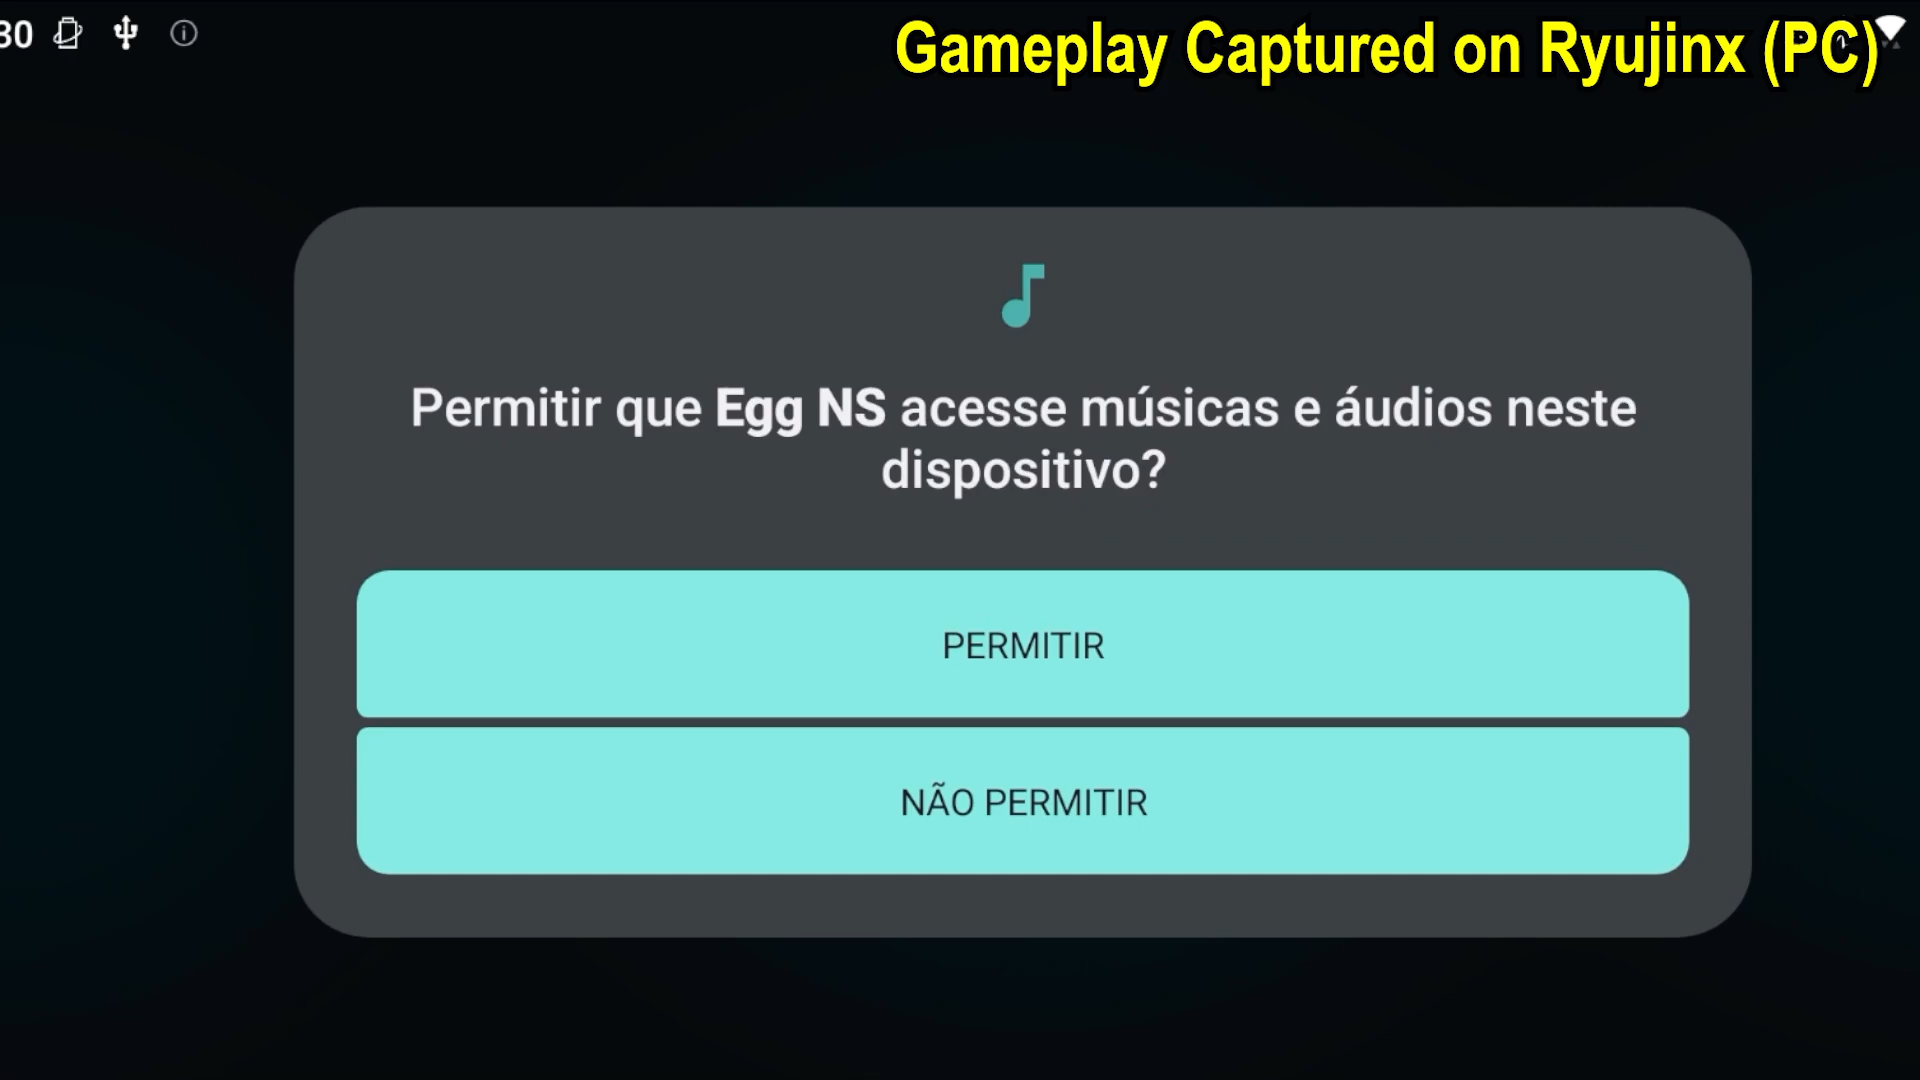 30
Gameplay Captured on Ryujinx (PC)
Permitir que Egg NS acesse músicas e áudios neste
dispositivo?
PERMITIR
NÃO PERMITIR